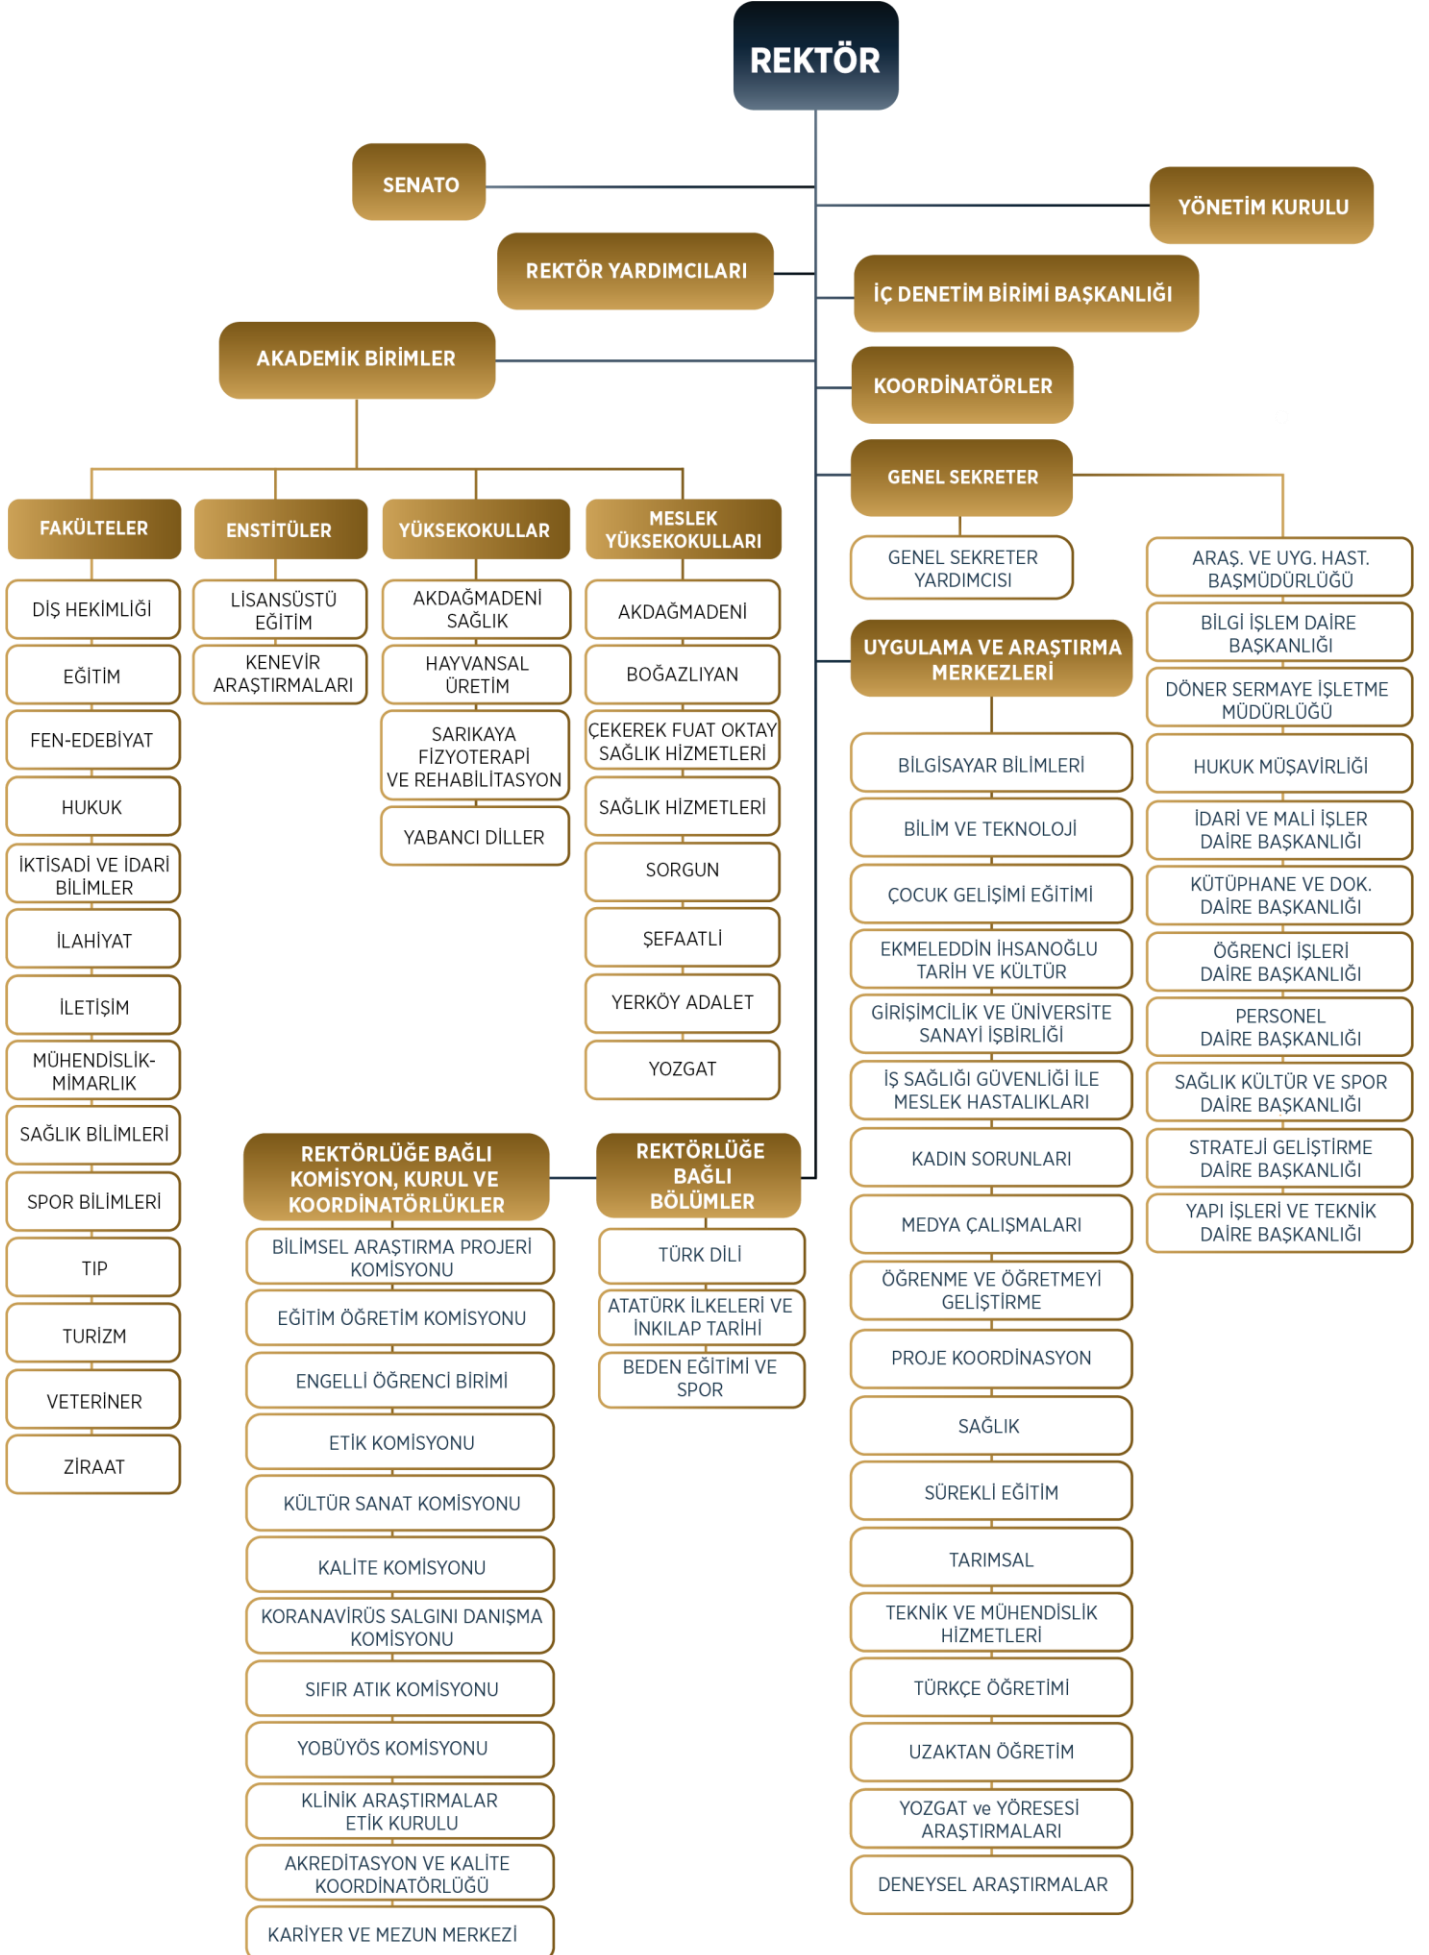 REKTÖR
SENATO
YÖNETİM KURULU
REKTÖR YARDIMCILARI
İÇ DENETİM BİRİMİ BAŞKANLIĞI
AKADEMİK BİRİMLER
KOORDİNATÖRLER
GENEL SEKRETER
FAKÜLTELER
DİŞ HEKİMLİĞİ
EĞİTİM
FEN-EDEBİYAT
HUKUK
İKTİSADİ VE İDARİ
BİLİMLER
İLAHİYAT
İLETİŞİM
MÜHENDİSLİK-
MİMARLIK
SAĞLIK BİLİMLERİ
SPOR BİLİMLERİ
TIP
TURİZM
VETERİNER
ZİRAAT
ENSTİTÜLER
LİSANSÜSTÜ
EĞİTİM
KENEVİR
ARAŞTIRMALARI
YÜKSEKOKULLAR
AKDAĞMADENİ
SAĞLIK
HAYVANSAL
ÜRETİM
SARIKAYA
FİZYOTERAPİ
VE REHABILITASYON
YABANCI DİLLER
MESLEK
YÜKSEKOKULLARI
AKDAĞMADENİ
BOĞAZLIYAN
ÇEKEREK FUAT OKTAY
SAĞLIK HİZMETLERİ
SAĞLIK HİZMETLERİ
SORGUN
ŞEFAATLİ
YERKÖY ADALET
YOZGAT
GENEL SEKRETER
YARDIMCISI
UYGULAMA VE ARAŞTIRMA
MERKEZLERİ
BİLGİSAYAR BİLİMLERİ
BİLİM VE TEKNOLOJİ
ÇOCUK GELİŞİMİ EĞİTİMİ
EKMELEDDİN İHSANOĞLU
TARİH VE KÜLTÜR
GİRİŞİMCİLİK VE ÜNİVERSİTE
SANAYİ İŞBİRLİĞİ
İŞ SAĞLIĞI GÜVENLİĞİ İLE
MESLEK HASTALIKLARI
KADIN SORUNLARI
MEDYA ÇALIŞMALARI
ÖĞRENME VE ÖĞRETMEYİ
GELİŞTİRME
PROJE KOORDİNASYON
SAĞLIK
SÜREKLİ EĞİTİM
TARIMSAL
TEKNİK VE MÜHENDİSLİK
HİZMETLERİ
TÜRKÇE ÖĞRETİMİ
UZAKTAN ÖĞRETİM
YOZGAT ve YÖRESESİ
ARAŞTIRMALARI
DENEYSEL ARAŞTIRMALAR
ARAŞ. VE UYG. HAST.
BAŞMÜDÜRLÜĞÜ
BİLGİ İŞLEM DAİRE
BAŞKANLIĞI
DÖNER SERMAYE İŞLETME
MÜDÜRLÜĞÜ
HUKUK MÜŞAVİRLİĞİ
İDARİ VE MALİ İŞLER
DAİRE BAŞKANLIĞI
KÜTÜPHANE VE DOK.
DAİRE BAŞKANLIĞI
ÖĞRENCİ İŞLERİ
DAİRE BAŞKANLIĞI
PERSONEL
DAİRE BAŞKANLIĞI
SAĞLIK KÜLTÜR VE SPOR
DAİRE BAŞKANLIĞI
STRATEJİ GELİŞTİRME
DAİRE BAŞKANLIĞI
YAPI İŞLERİ VE TEKNİK
DAİRE BAŞKANLIĞI
REKTÖRLÜĞE BAĞLI
KOMİSYON, KURUL VE
KOORDİNATÖRLÜKLER
BİLİMSEL ARAŞTIRMA PROJERİ
KOMİSYONU
EĞİTİM ÖĞRETİM KOMİSYONU
ENGELLİ ÖĞRENCİ BİRİMİ
ETİK KOMİSYONU
KÜLTÜR SANAT KOMİSYONU
KALİTE KOMİSYONU
KORANAVİRÜS SALGINI DANIŞMA
KOMİSYONU
SIFIR ATIK KOMİSYONU
YOBÜYÖS KOMİSYONU
KLİNİK ARAŞTIRMALAR
ETİK KURULU
AKREDİTASYON VE KALİTE
KOORDİNATÖRLÜĞÜ
KARİYER VE MEZUN MERKEZİ
REKTÖRLÜĞE
BAĞLI
BÖLÜMLER
TÜRK DİLİ
ATATÜRK İLKELERİ VE
İNKILAP TARİHİ
BEDEN EĞİTİMİ VE
SPOR